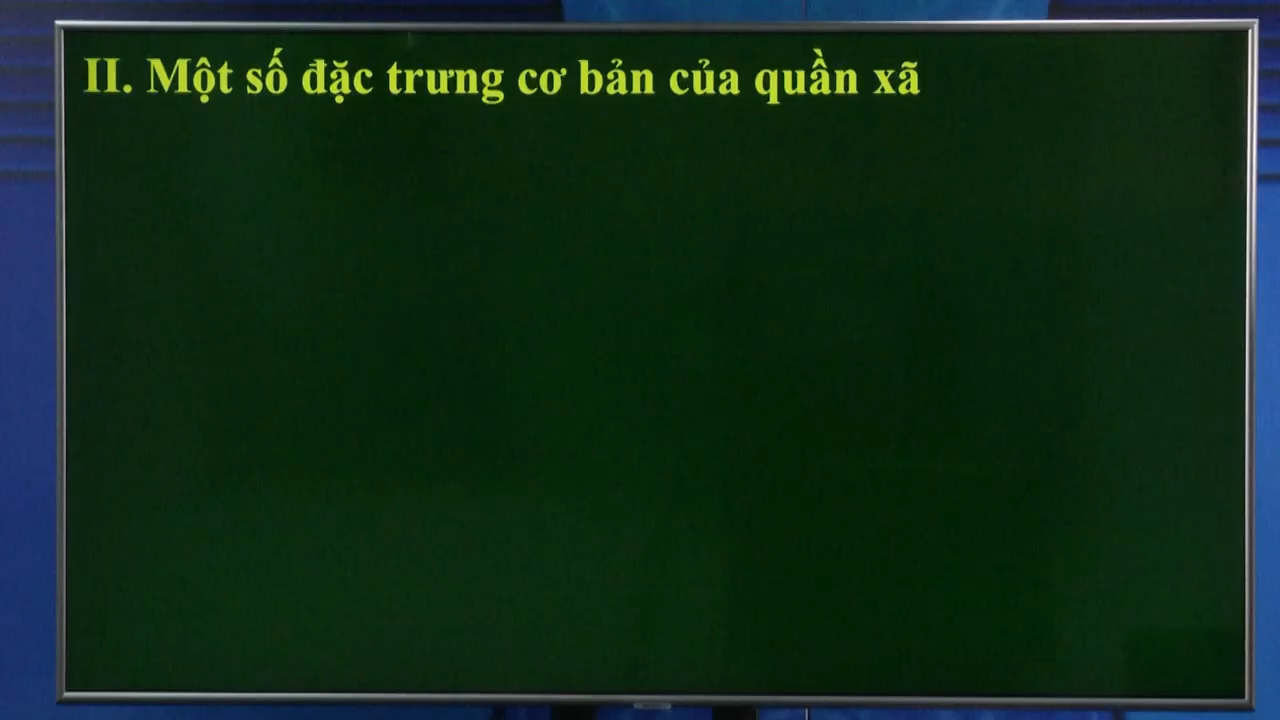 II. Một số đặc trưng cơ bản của quần xã